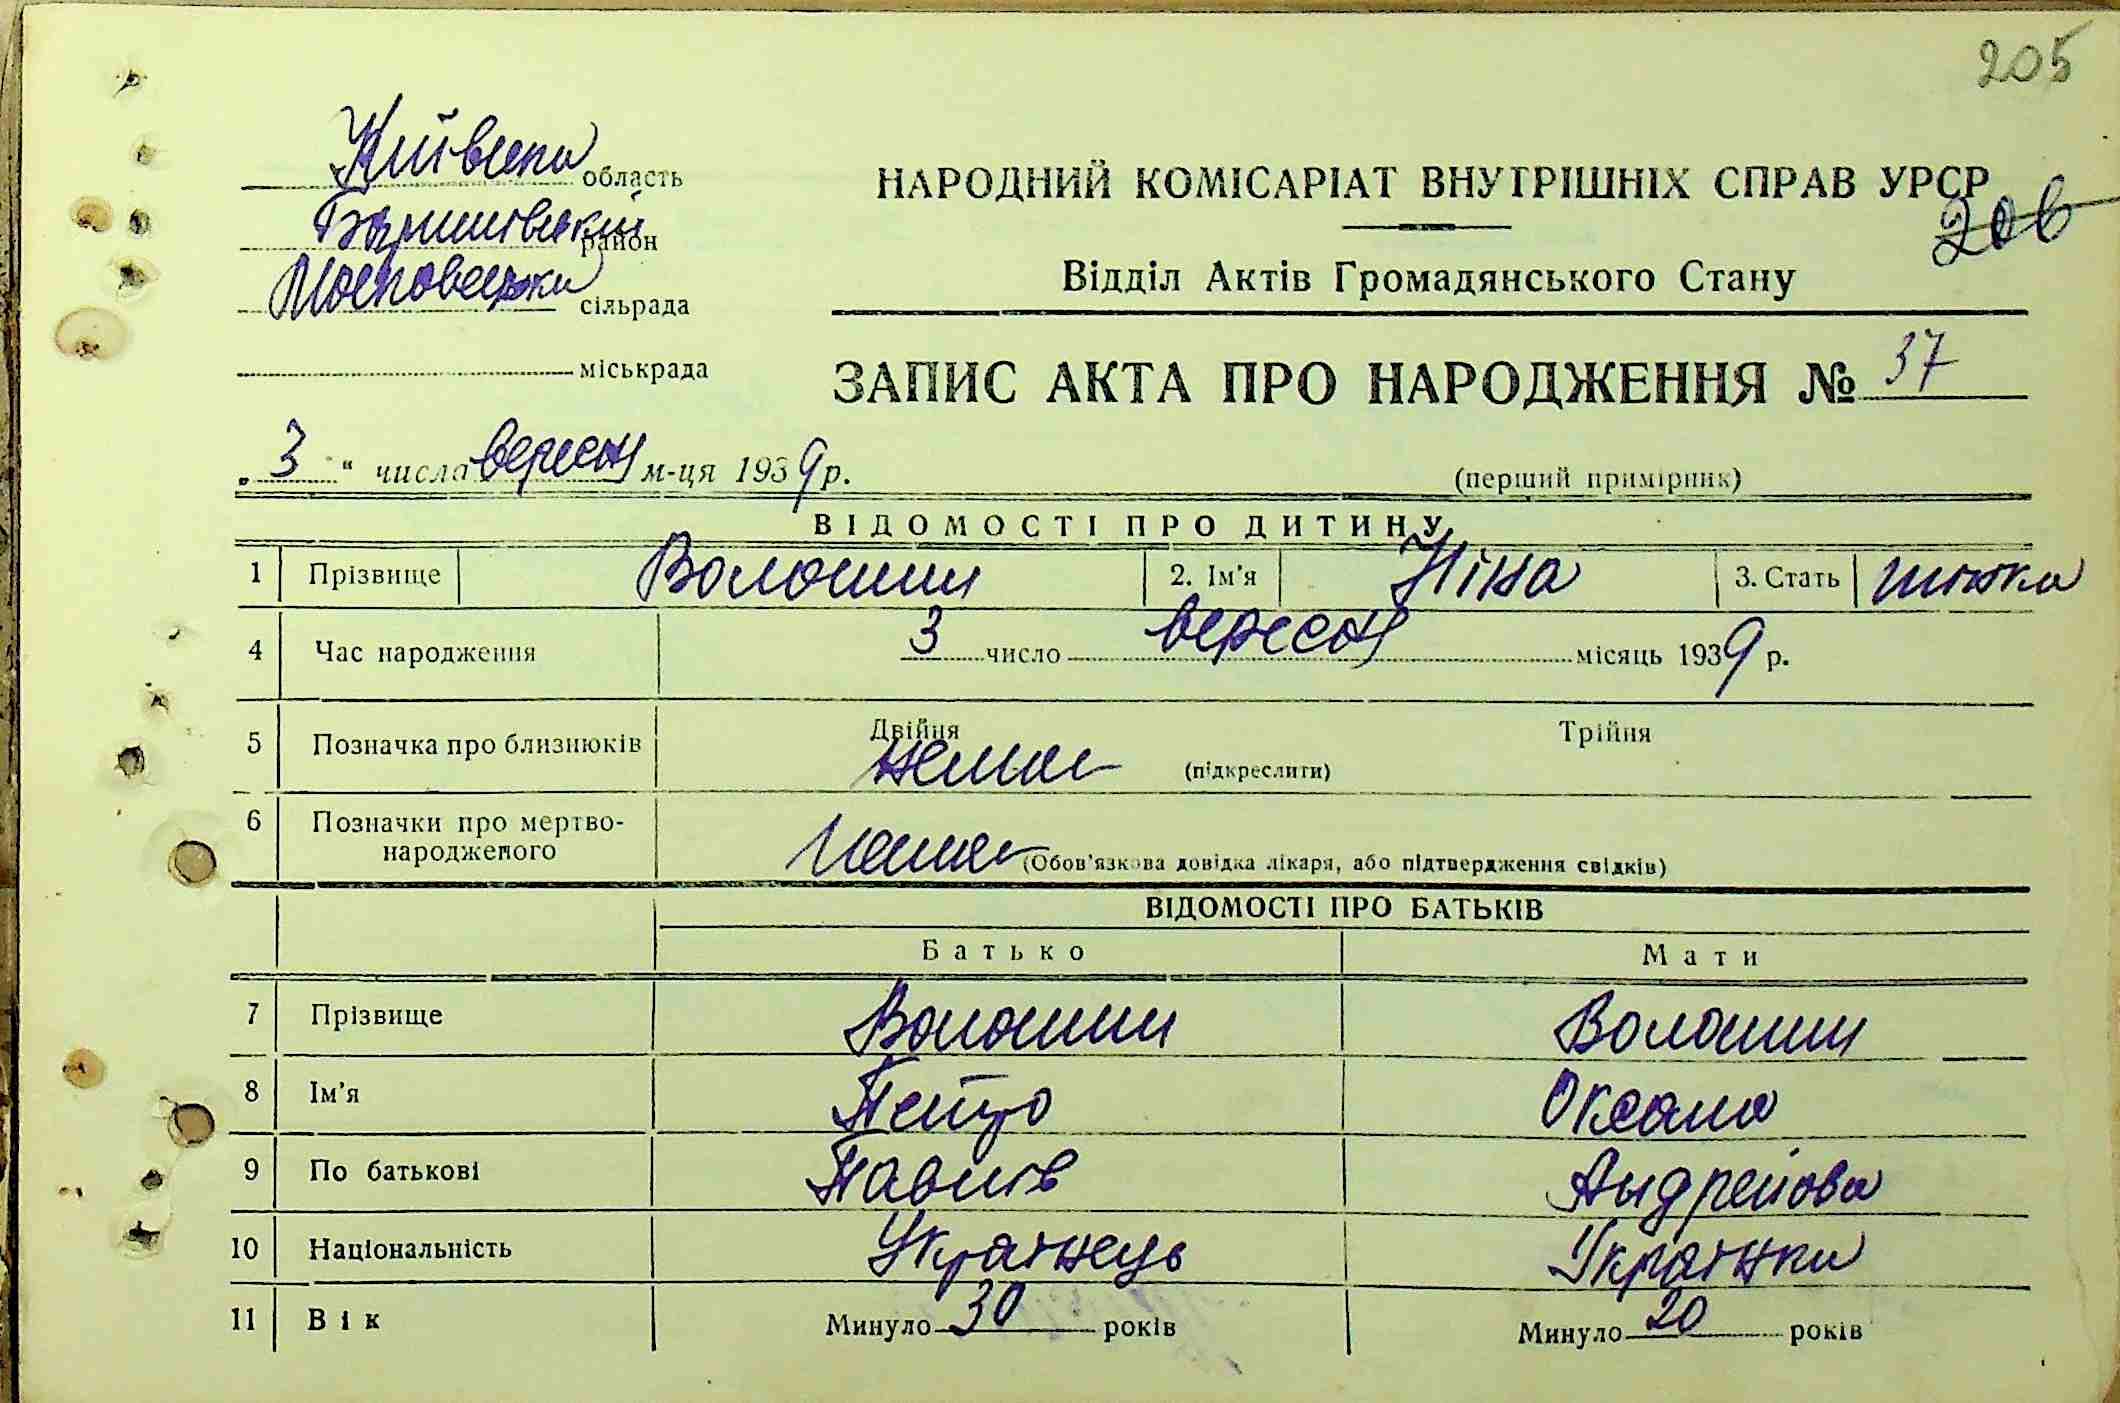 205
Київська область
НАРОДНИЙ КОМІСАРІАТ ВНУТРІШНІХ СПРАВ УРСР
206
Баришівський район
Відділ Актів Громадянського Стану
сільрада
міськрада
ЗАПИС АКТА ПРО НАРОДЖЕННЯ № 37
„3“ числа вересня м-ця 1939 р.
(перший примірник)
ВІДОМОСТІ ПРО ДИТИНУ
1 Прізвище Волошин 2. Ім'я Ніна 3. Стать жіноча
4 Час народження 3 число вересня місяць 1939 р.
5 Позначка про близнюків Двійня Трійня
немає (підкреслити)
6 Позначки про мертво-
народженого немає (Обов'язкова довідка лікаря, або підтвердження свідків)
ВІДОМОСТІ ПРО БАТЬКІВ
Батько Мати
7 Прізвище Волошин Волошин
8 Ім'я Петро Оксана
9 По батькові Павлів Андреїова
10 Національність Українець Українка
11 Вік Минуло 30 років Минуло 20 років